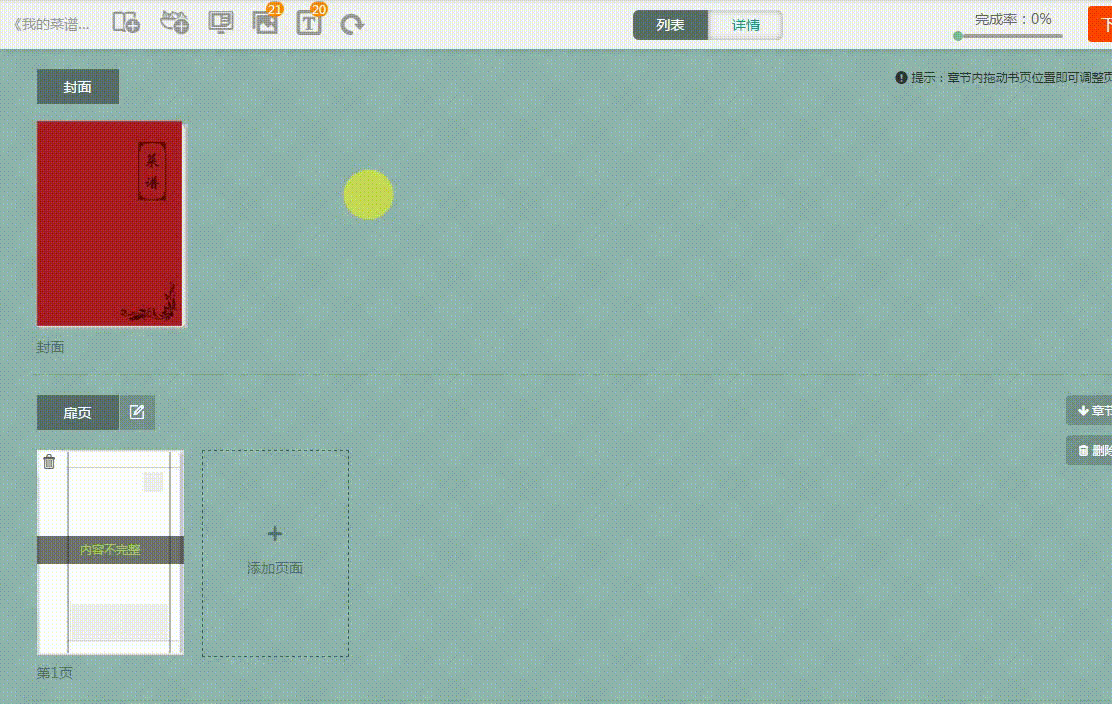 《我的菜谱...
21
20
列表
详情
完成率：0%
下
封面
提示：章节内拖动书页位置即可调整页
菜谱
封面
扉页
章节
删除
内容不完整
添加页面
第1页